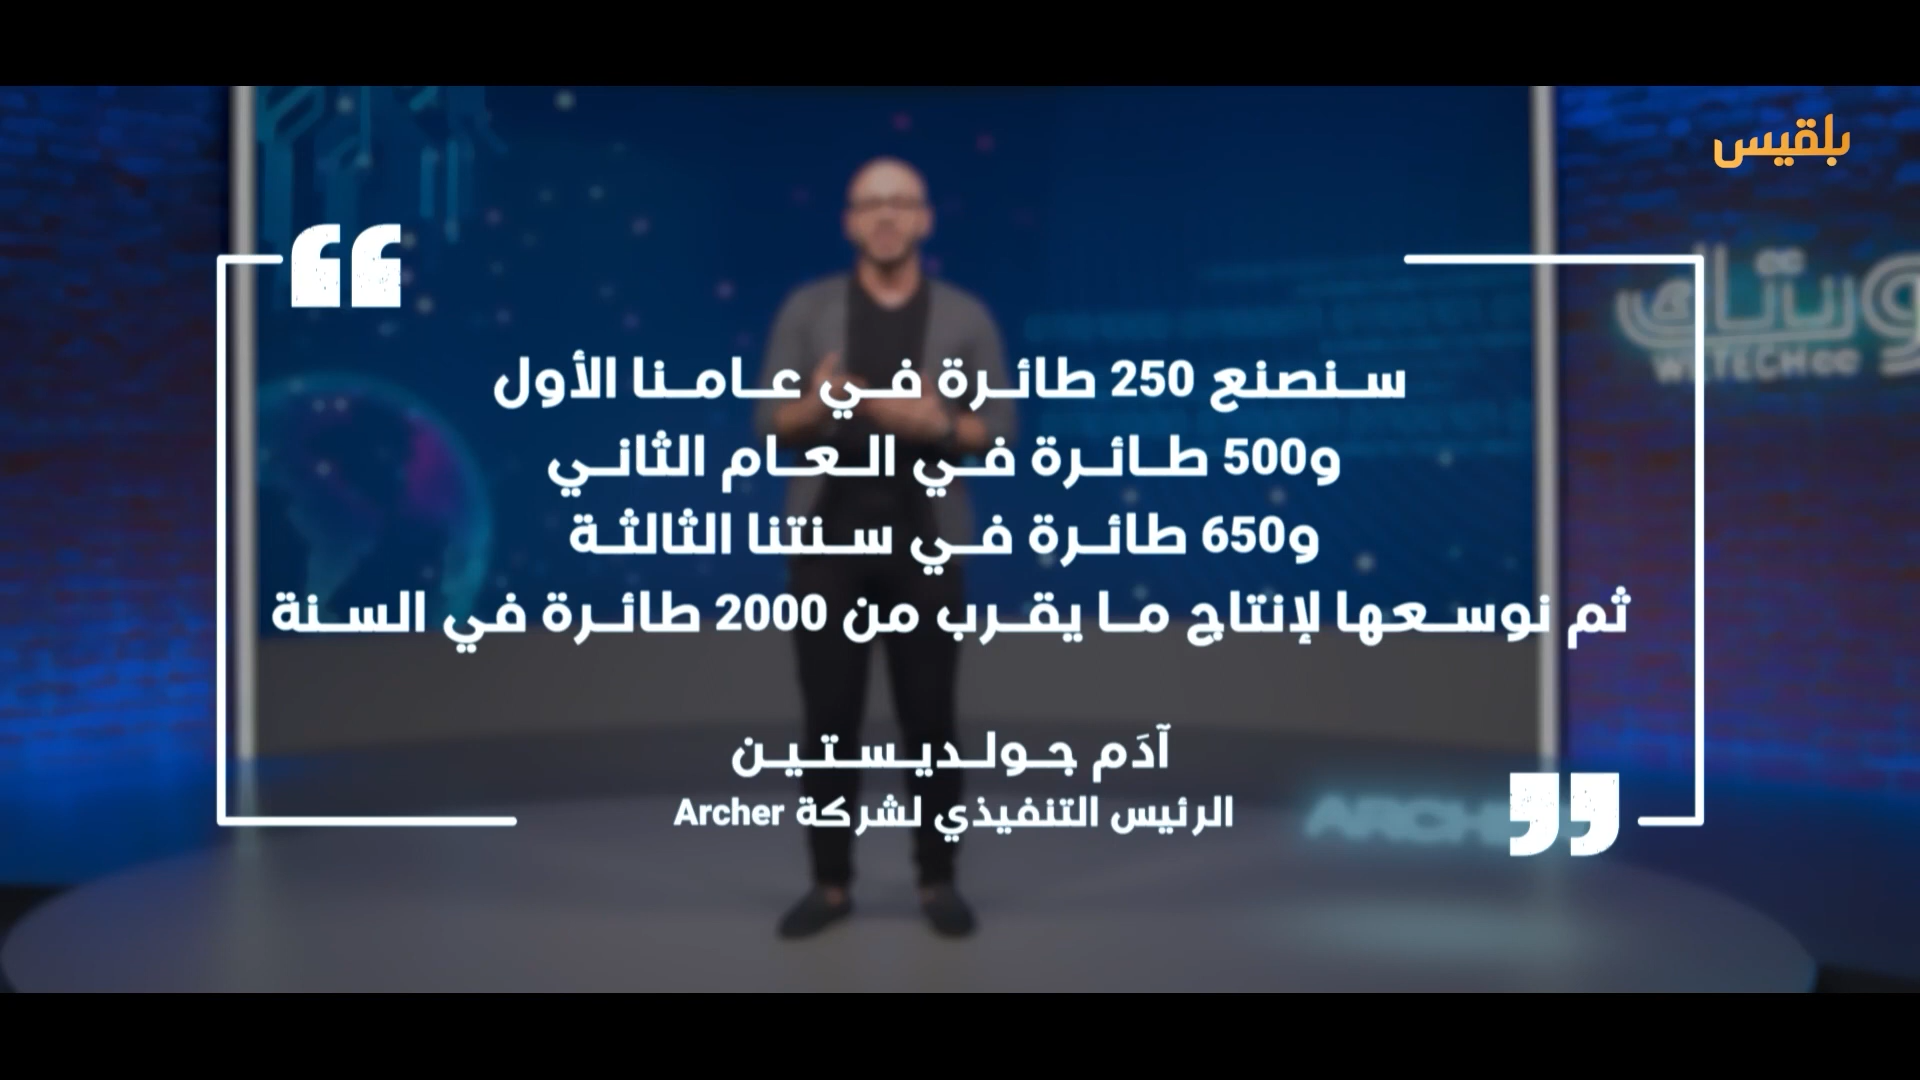 بلقيس
سنصنع 250 طائرة في عامنا الأول
و500 طائرة في العام الثاني
و650 طائرة في سنتنا الثالثة
ثم نوسعها لإنتاج ما يقرب من 2000 طائرة في السنة
آدَم جولديستين
الرئيس التنفيذي لشركة Archer